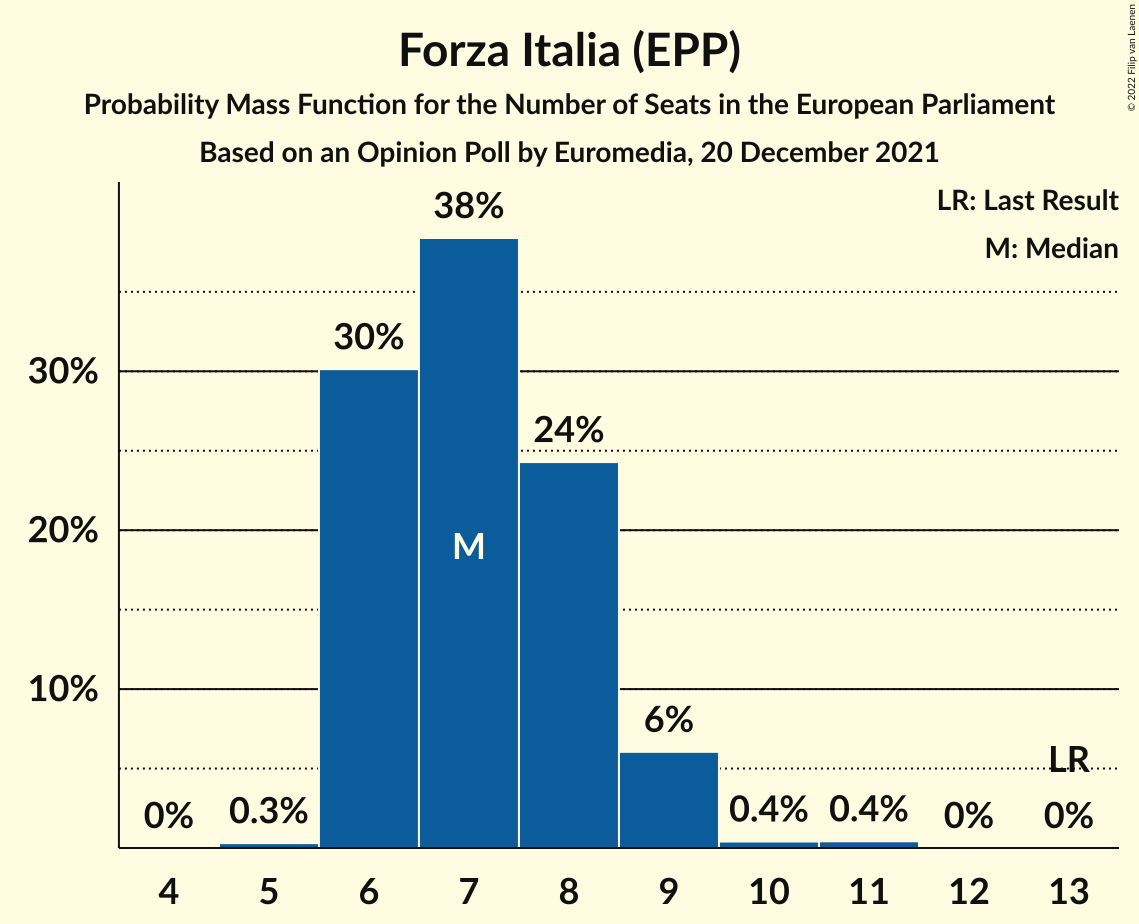 Forza Italia (EPP)
Probability Mass Function for the Number of Seats in the European Parliament
Based on an Opinion Poll by Euromedia, 20 December 2021
© 2022 Filip van Laenen
LR: Last Result
M: Median
38%
30%
30%
24%
20%
M
10%
6%
LR
0%
0.3%
0.4%
0.4%
0%
0%
4 5 6 7 8 9 10 11 12 13